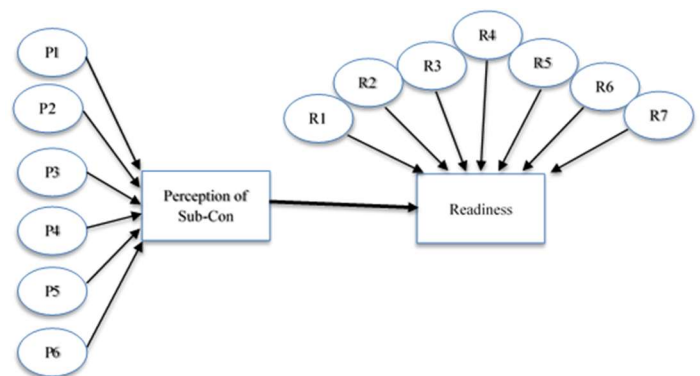 P1
P2
P3
P4
P5
P6
Perception of
Sub-Con
R1
R2
R3
R4
R5
R6
R7
Readiness